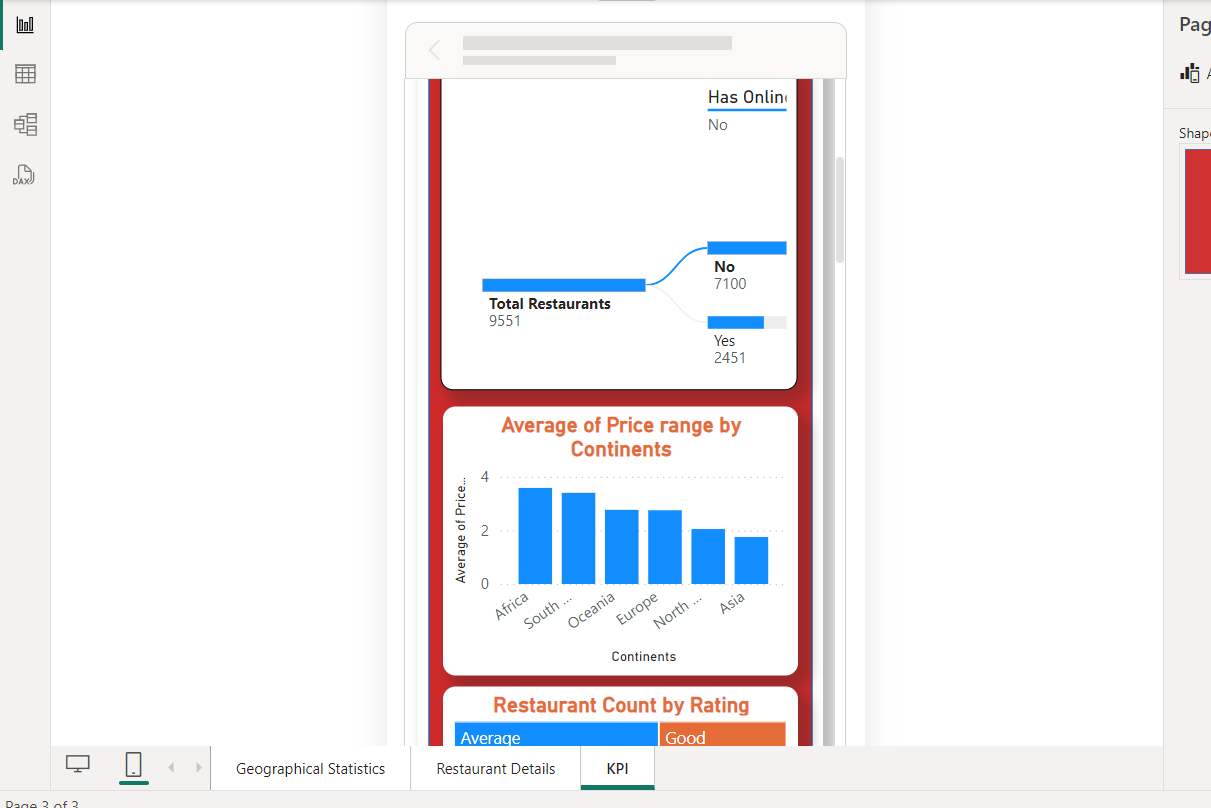 Pag
DAX
Has Onlin
No
No
7100
Total Restaurants
9551
Yes
2451
Shap
Average of Price range by
Continents
Average of Price...
4
2
0
Africa
South ...
Oceania
Europe
North ...
Asia
Continents
Restaurant Count by Rating
Average
Good
Geographical Statistics
Restaurant Details
KPI
Page 3 of 3